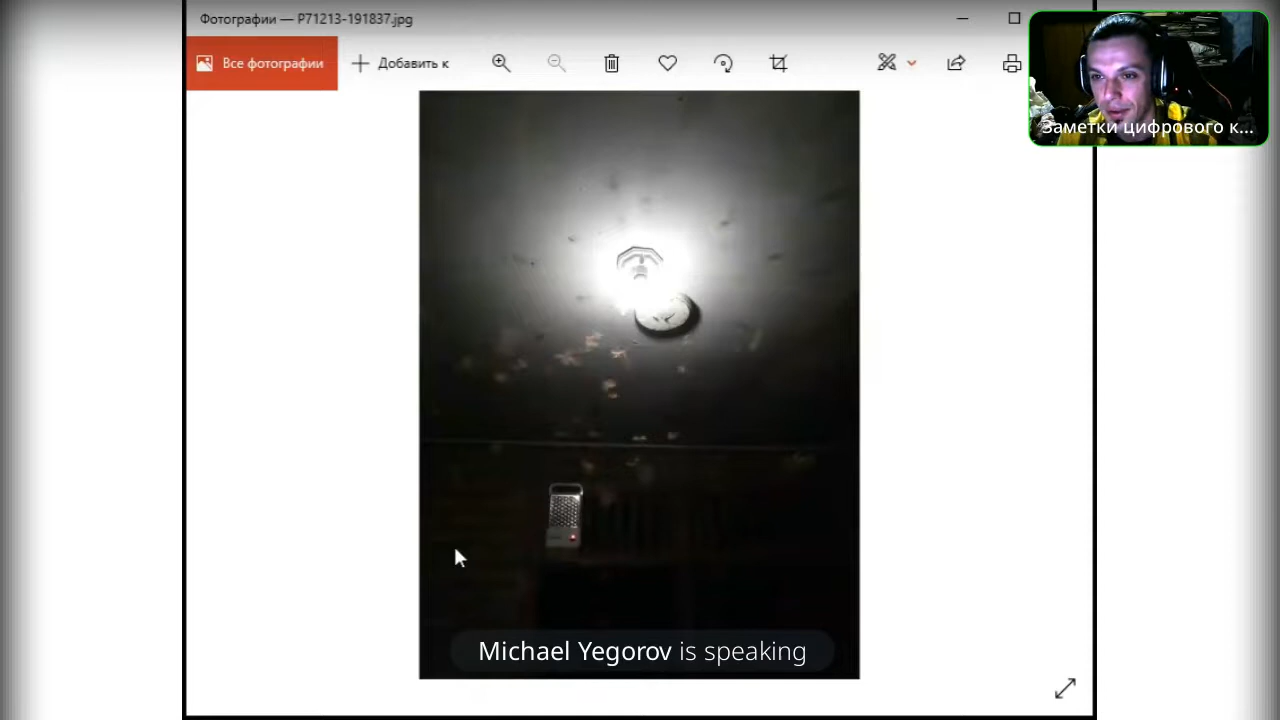 Фотографии — P71213-191837.jpg
Все фотографии
Добавить к
Заметки цифрового к...
Michael Yegorov is speaking